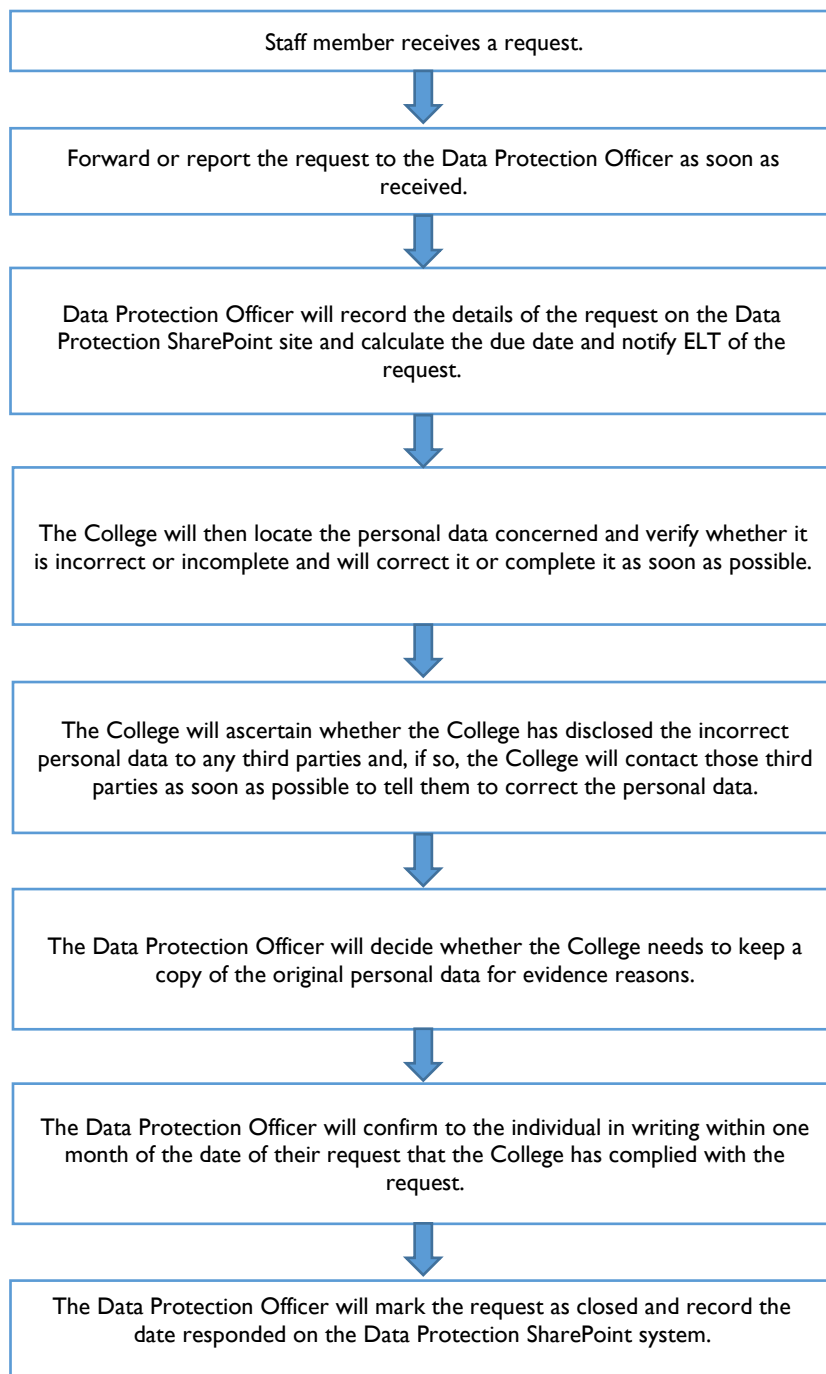 Staff member receives a request.
Forward or report the request to the Data Protection Officer as soon as
received.
Data Protection Officer will record the details of the request on the Data
Protection SharePoint site and calculate the due date and notify ELT of the
request.
The College will then locate the personal data concerned and verify whether it
is incorrect or incomplete and will correct it or complete it as soon as possible.
The College will ascertain whether the College has disclosed the incorrect
personal data to any third parties and, if so, the College will contact those third
parties as soon as possible to tell them to correct the personal data.
The Data Protection Officer will decide whether the College needs to keep a
copy of the original personal data for evidence reasons.
The Data Protection Officer will confirm to the individual in writing within one
month of the date of their request that the College has complied with the
request.
The Data Protection Officer will mark the request as closed and record the
date responded on the Data Protection SharePoint system.